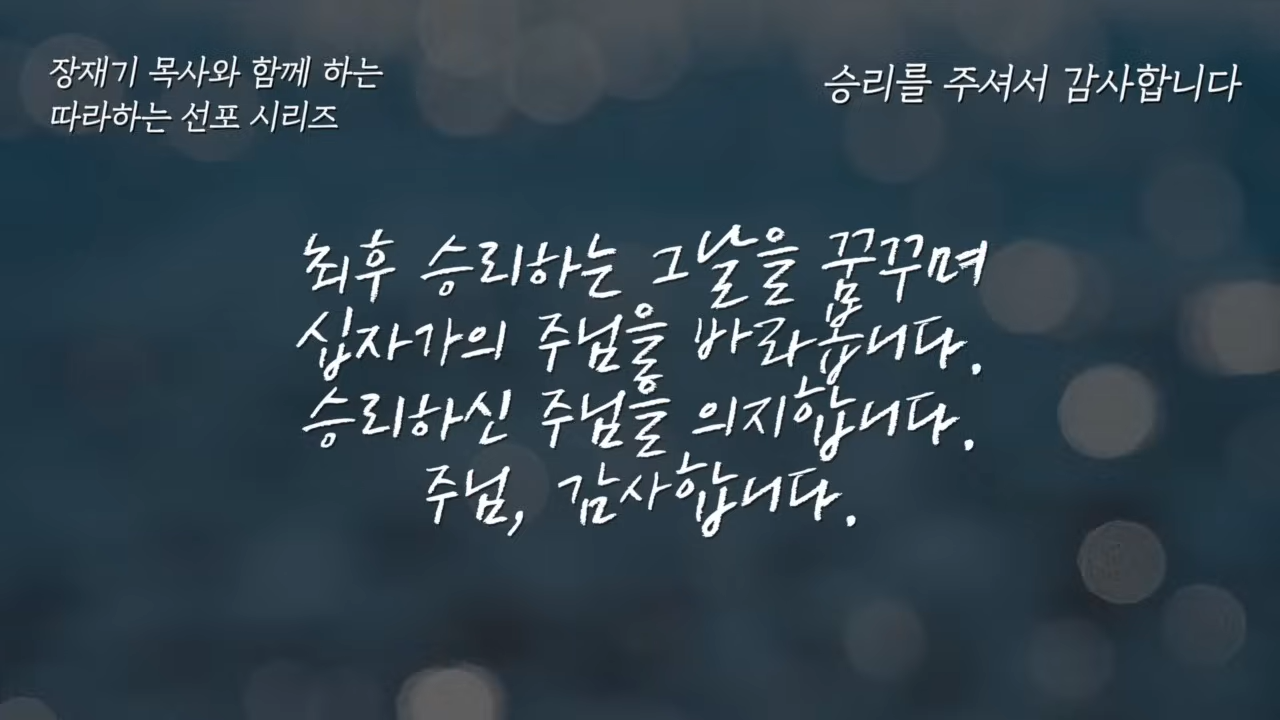 장재기 목사와 함께 하는
따라하는 선포 시리즈
승리를 주셔서 감사합니다
최후 승리하는 그날을 꿈꾸며
십자가의 주님을 바라봅니다.
승리하신 주님을 의지합니다.
주님, 감사합니다.